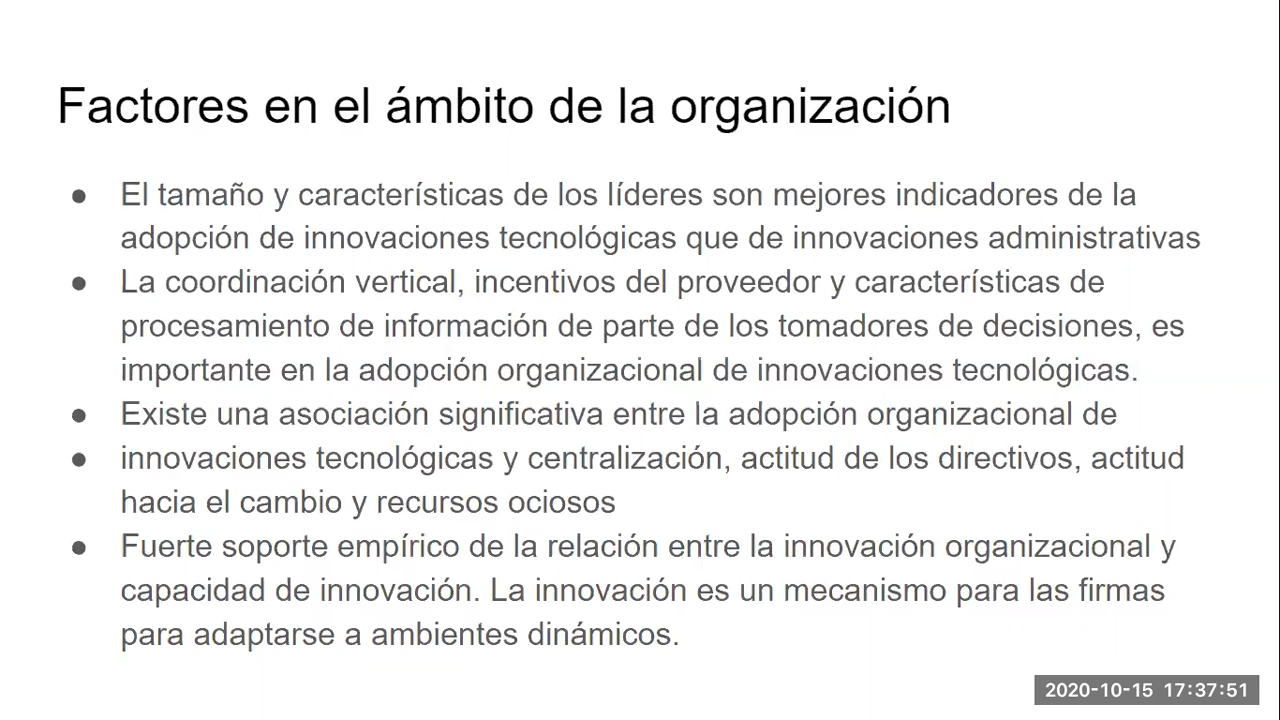 Factores en el ámbito de la organización
● El tamaño y características de los líderes son mejores indicadores de la
adopción de innovaciones tecnológicas que de innovaciones administrativas
● La coordinación vertical, incentivos del proveedor y características de
procesamiento de información de parte de los tomadores de decisiones, es
importante en la adopción organizacional de innovaciones tecnológicas.
● Existe una asociación significativa entre la adopción organizacional de
● innovaciones tecnológicas y centralización, actitud de los directivos, actitud
hacia el cambio y recursos ociosos
● Fuerte soporte empírico de la relación entre la innovación organizacional y
capacidad de innovación. La innovación es un mecanismo para las firmas
para adaptarse a ambientes dinámicos.
2020-10-15 17:37:51